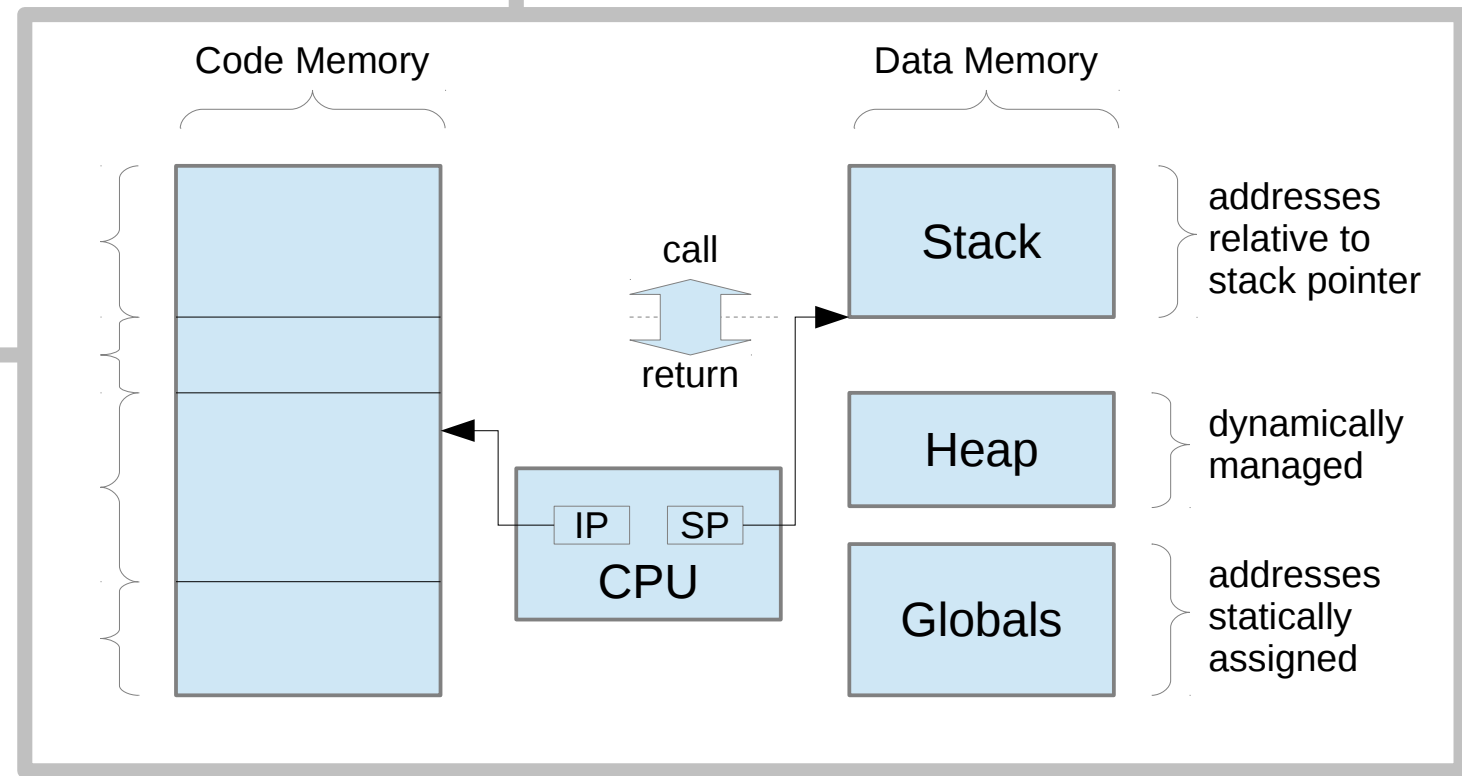 Code Memory
Data Memory
Stack
addresses
relative to
stack pointer
call
return
Heap
dynamically
managed
IP
SP
CPU
Globals
addresses
statically
assigned